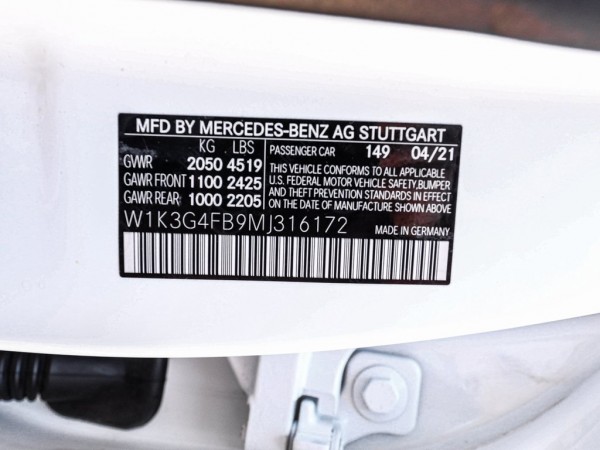 MFD BY MERCEDES-BENZ AG STUTTGART
KG LBS PASSENGER CAR 149 04/21
GVWR 2050 4519
GAWR FRONT 1100 2425
GAWR REAR: 1000 2205
THIS CAR CONFORMS TO ALL APPLICABLE
U.S. FEDERAL MOTOR VEHICLE SAFETY, BUMPER
AND THEFT PREVENTION STANDARDS IN EFFECT
ON THE DATE OF MANUFACTURE SHOWN ABOVE.
W1K3G4FB9MJ316172 MADE IN GERMANY